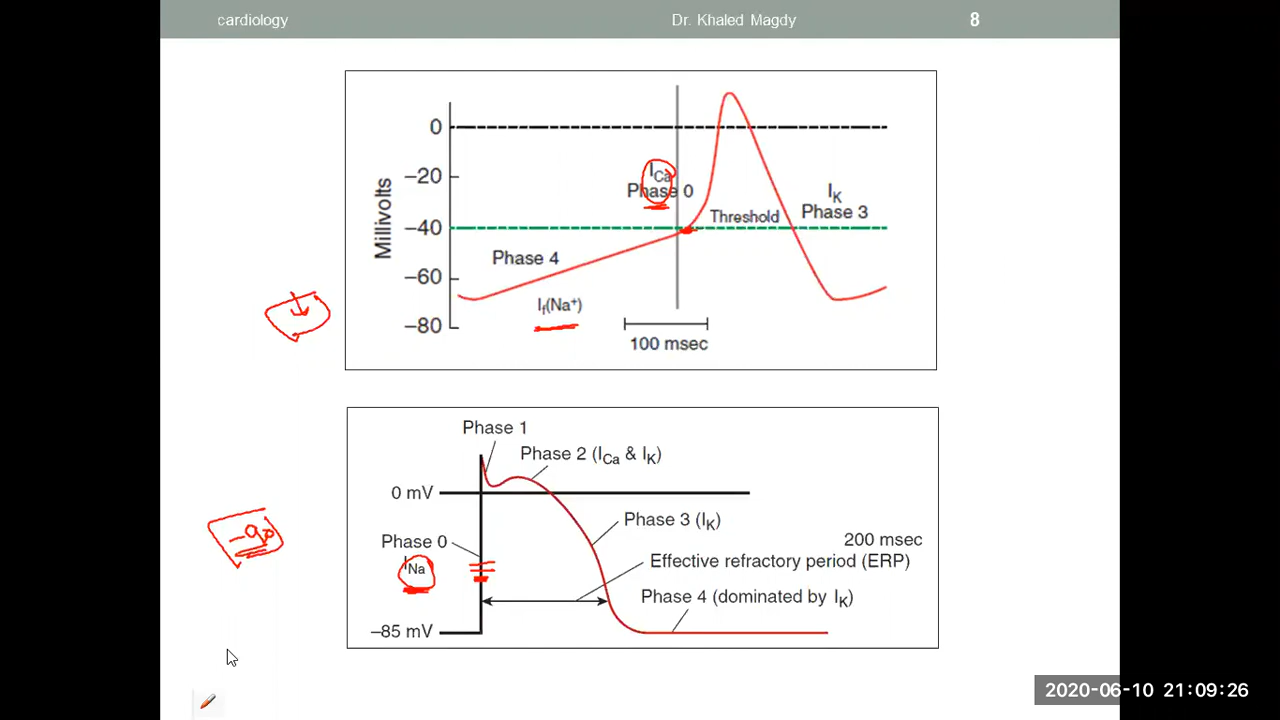 cardiology Dr. Khaled Magdy 8
0
−20
−40
−60
−80
Millivolts
ICa
Phase 0
Threshold
IK
Phase 3
Phase 4
If(Na+)
100 msec
Phase 1
Phase 2 (ICa & IK)
0 mV
Phase 3 (IK)
Phase 0
INa
200 msec
Effective refractory period (ERP)
Phase 4 (dominated by IK)
−85 mV
-90
2020-06-10 21:09:26